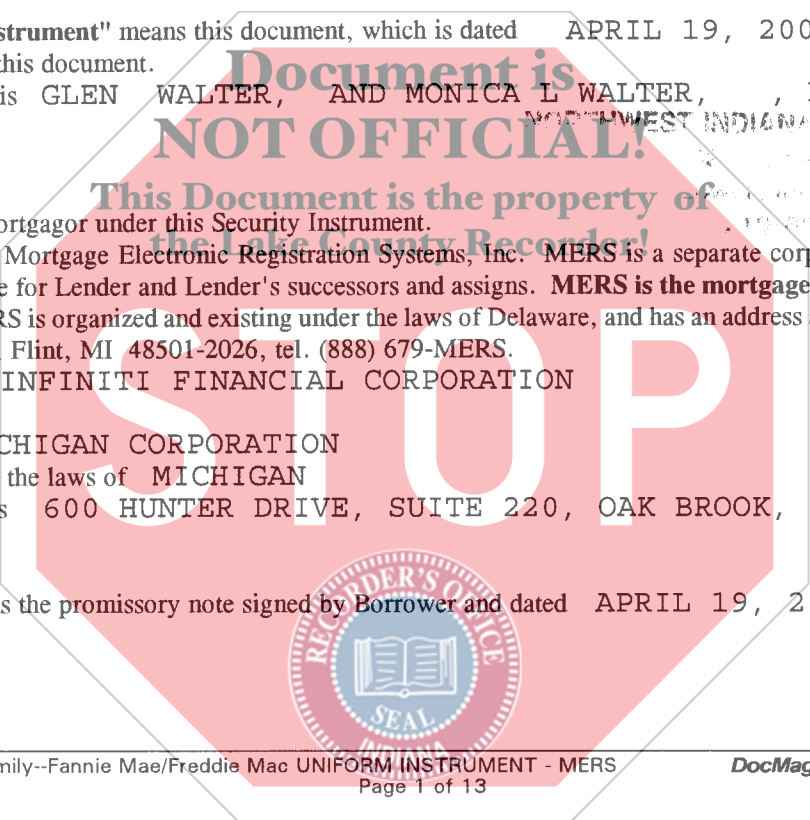 strument" means this document, which is dated APRIL 19, 200
this document.
Document is
is GLEN WALTER, AND MONICA L WALTER, ,
NORTHWEST INDIANA
NOT OFFICIAL!
This Document is the property of
ortgagor under this Security Instrument.
the Lake County Recorder!
Mortgage Electronic Registration Systems, Inc. MERS is a separate corp
e for Lender and Lender's successors and assigns. MERS is the mortgage
RS is organized and existing under the laws of Delaware, and has an address
Flint, MI 48501-2026, tel. (888) 679-MERS.
INFINITI FINANCIAL CORPORATION
STOP
CHIGAN CORPORATION
the laws of MICHIGAN
s 600 HUNTER DRIVE, SUITE 220, OAK BROOK,
RECORDER'S OFFICE
s the promissory note signed by Borrower and dated APRIL 19, 2
SEAL
INDIANA
mily--Fannie Mae/Freddie Mac UNIFORM INSTRUMENT - MERS DocMag
Page 1 of 13